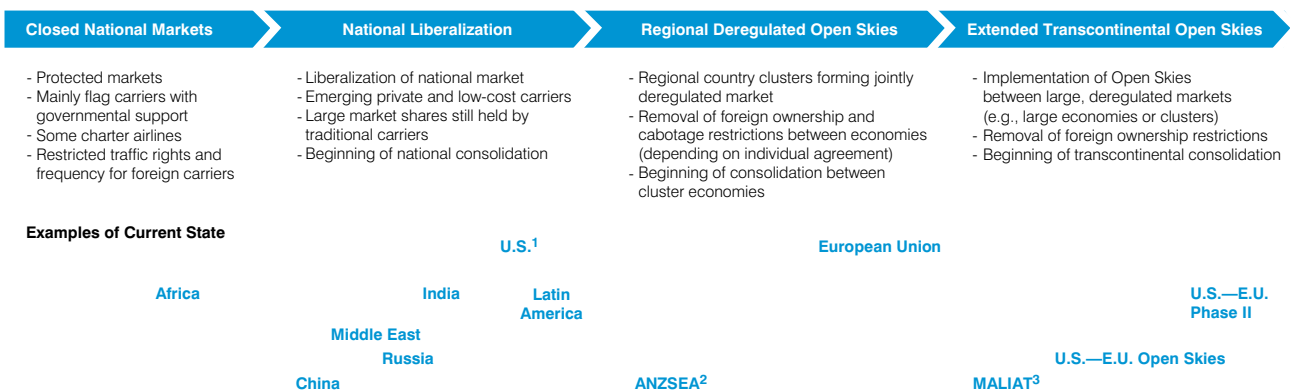 Closed National Markets
National Liberalization
Regional Deregulated Open Skies
Extended Transcontinental Open Skies
- Protected markets
- Mainly flag carriers with
governmental support
- Some charter airlines
- Restricted traffic rights and
frequency for foreign carriers
- Liberalization of national market
- Emerging private and low-cost carriers
- Large market shares still held by
traditional carriers
- Beginning of national consolidation
- Regional country clusters forming jointly
deregulated market
- Removal of foreign ownership and
cabotage restrictions between economies
(depending on individual agreement)
- Beginning of consolidation between
cluster economies
- Implementation of Open Skies
between large, deregulated markets
(e.g., large economies or clusters)
- Removal of foreign ownership restrictions
- Beginning of transcontinental consolidation
Examples of Current State
U.S.1
European Union
Africa
India
Latin
America
U.S.—E.U.
Phase II
Middle East
Russia
U.S.—E.U. Open Skies
China
ANZSEA2
MALIAT3